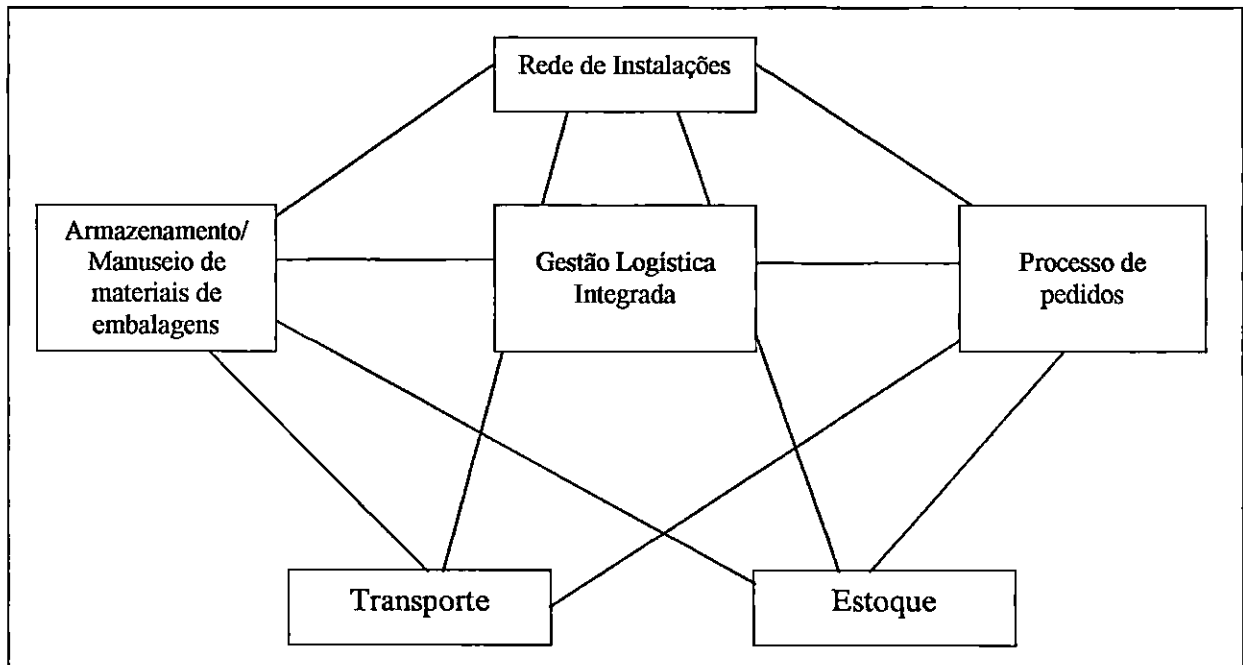 Rede de Instalações
Armazenamento/
Manuseio de
materiais de
embalagens
Gestão Logística
Integrada
Processo de
pedidos
Transporte
Estoque